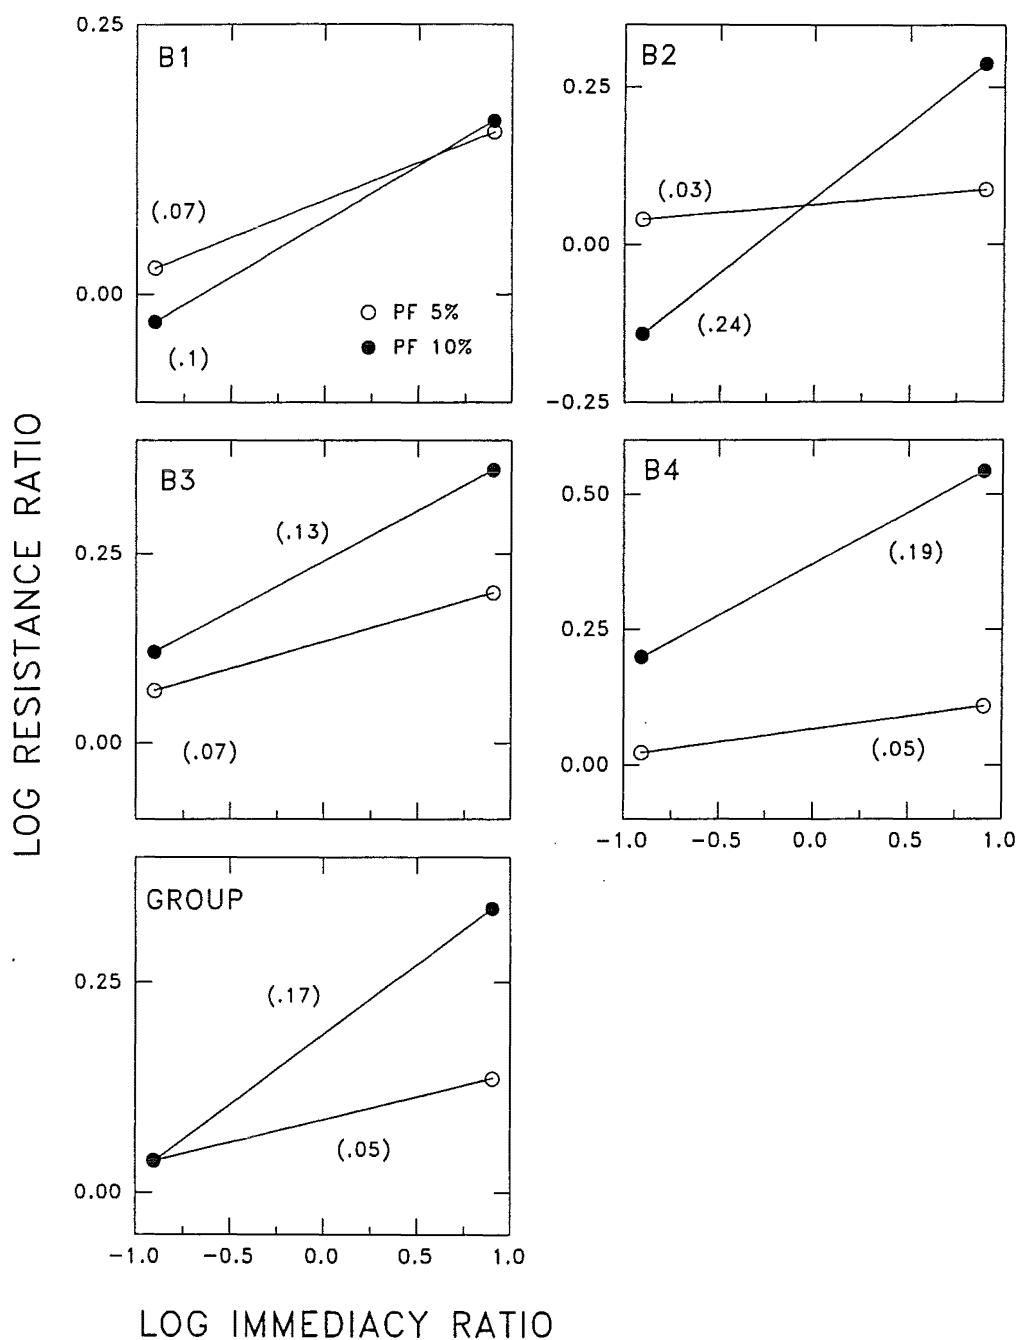 0.25
B1
(.07)
0.00
PF 5%
PF 10%
(.1)
B2
0.25
(.03)
0.00
(.24)
-0.25
LOG RESISTANCE RATIO
B3
(.13)
0.25
0.00
(.07)
B4
0.50
(.19)
0.25
(.05)
0.00
-1.0 -0.5 0.0 0.5 1.0
GROUP
0.25
(.17)
(.05)
0.00
-1.0 -0.5 0.0 0.5 1.0
LOG IMMEDIACY RATIO